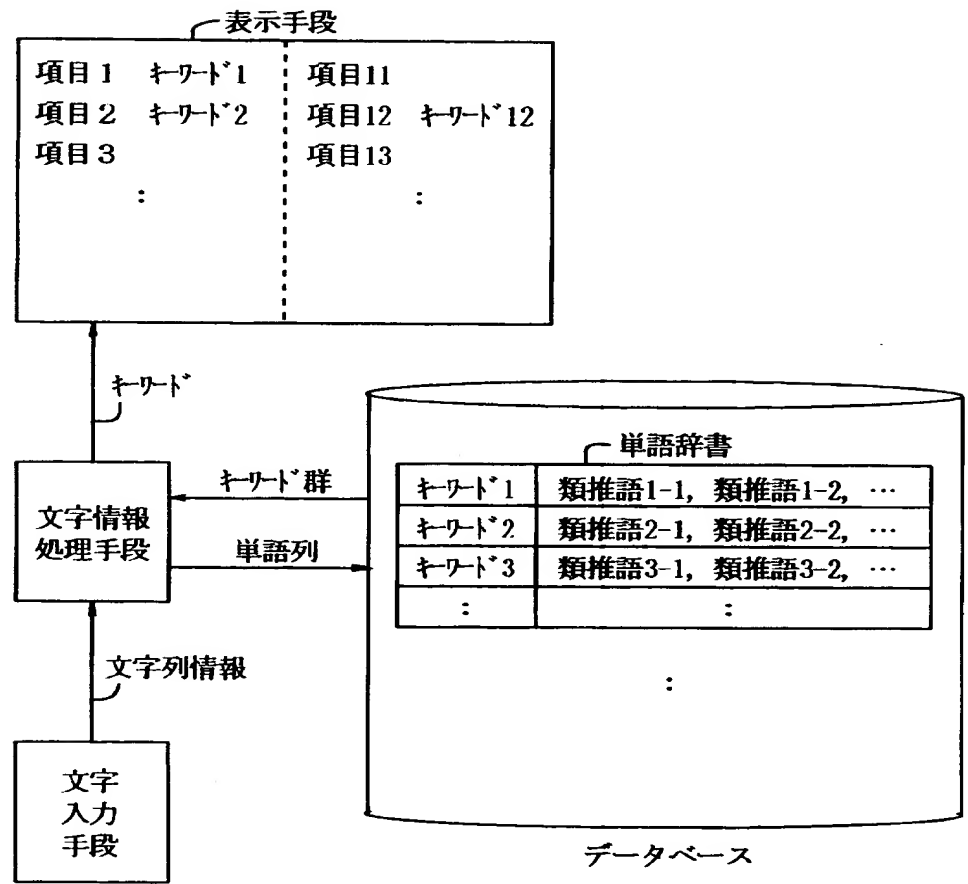 表示手段
項目1 キーワード1 項目11
項目2 キーワード2 項目12 キーワード12
項目3 項目13
: :
キーワード
単語辞書
キーワード1 類推語1-1, 類推語1-2, …
キーワード2 類推語2-1, 類推語2-2, …
キーワード3 類推語3-1, 類推語3-2, …
: :
:
キーワード群
文字情報
処理手段
単語列
文字列情報
文字
入力
手段
データベース